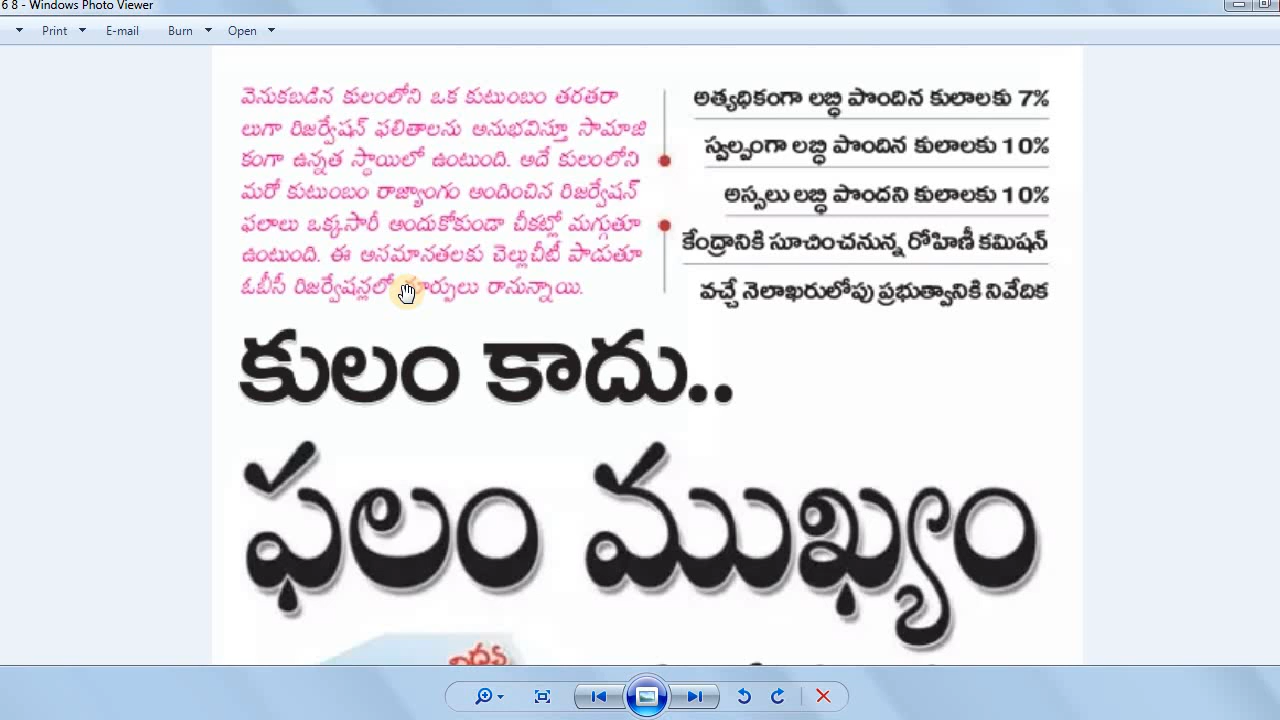 6 8 - Windows Photo Viewer
Print
E-mail
Burn
Open
వెనుకబడిన కులంలోని ఒక కుటుంబం తరతరా
లుగా రిజర్వేషన్ ఫలితాలను అనుభవిస్తూ సామాజి
కంగా ఉన్నత స్థాయిలో ఉంటుంది. అదే కులంలోని
మరో కుటుంబం రాజ్యాంగం అందించిన రిజర్వేషన్
ఫలాలు ఒక్కసారీ అందుకోకుండా చీకట్లో మగ్గుతూ
ఉంటుంది. ఈ అసమానతలకు చెల్లుచీటీ పాడుతూ
ఓబీసీ రిజర్వేషన్లలో మార్పులు రానున్నాయి.
అత్యధికంగా లబ్ధి పొందిన కులాలకు 7%
స్వల్పంగా లబ్ధి పొందిన కులాలకు 10%
అస్సలు లబ్ధి పొందని కులాలకు 10%
కేంద్రానికి సూచించనున్న రోహిణీ కమిషన్
వచ్చే నెలాఖరులోపు ప్రభుత్వానికి నివేదిక
కులం కాదు..
ఫలం ముఖ్యం